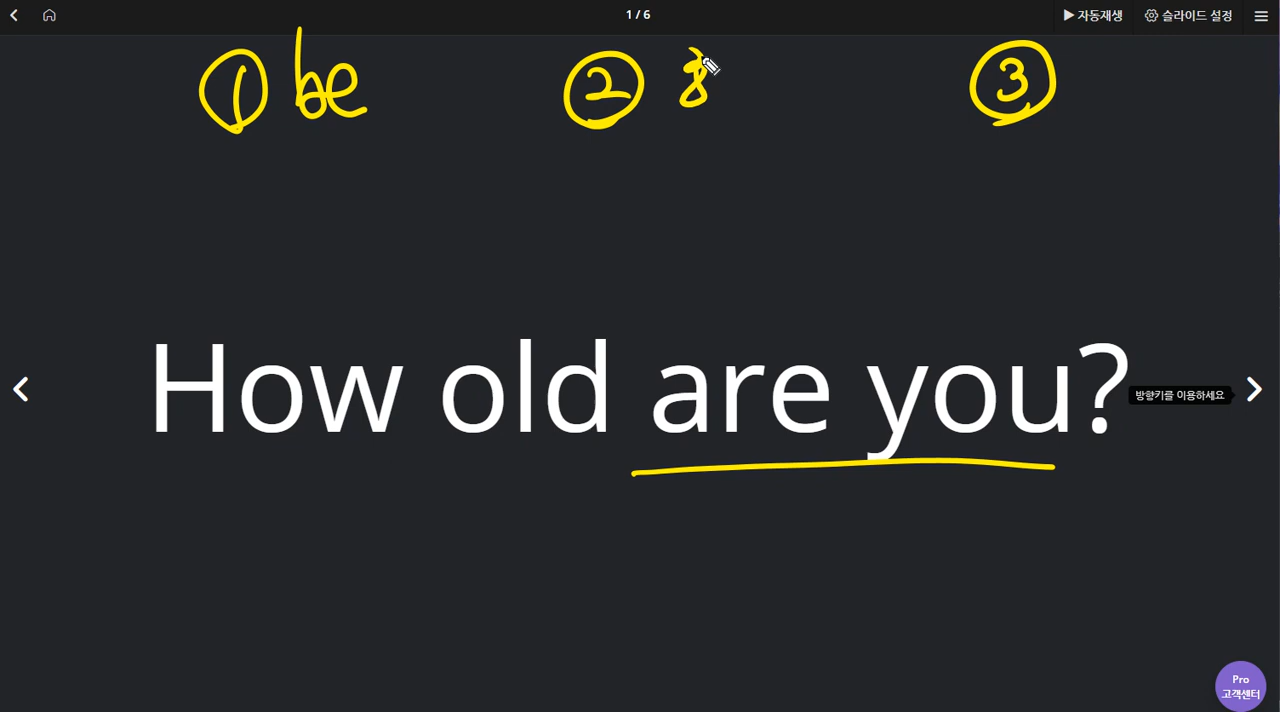 1 / 6
▶ 자동재생 슬라이드 설정
① be ② ③
How old are you?
방향키를 이용하세요
Pro
고객센터